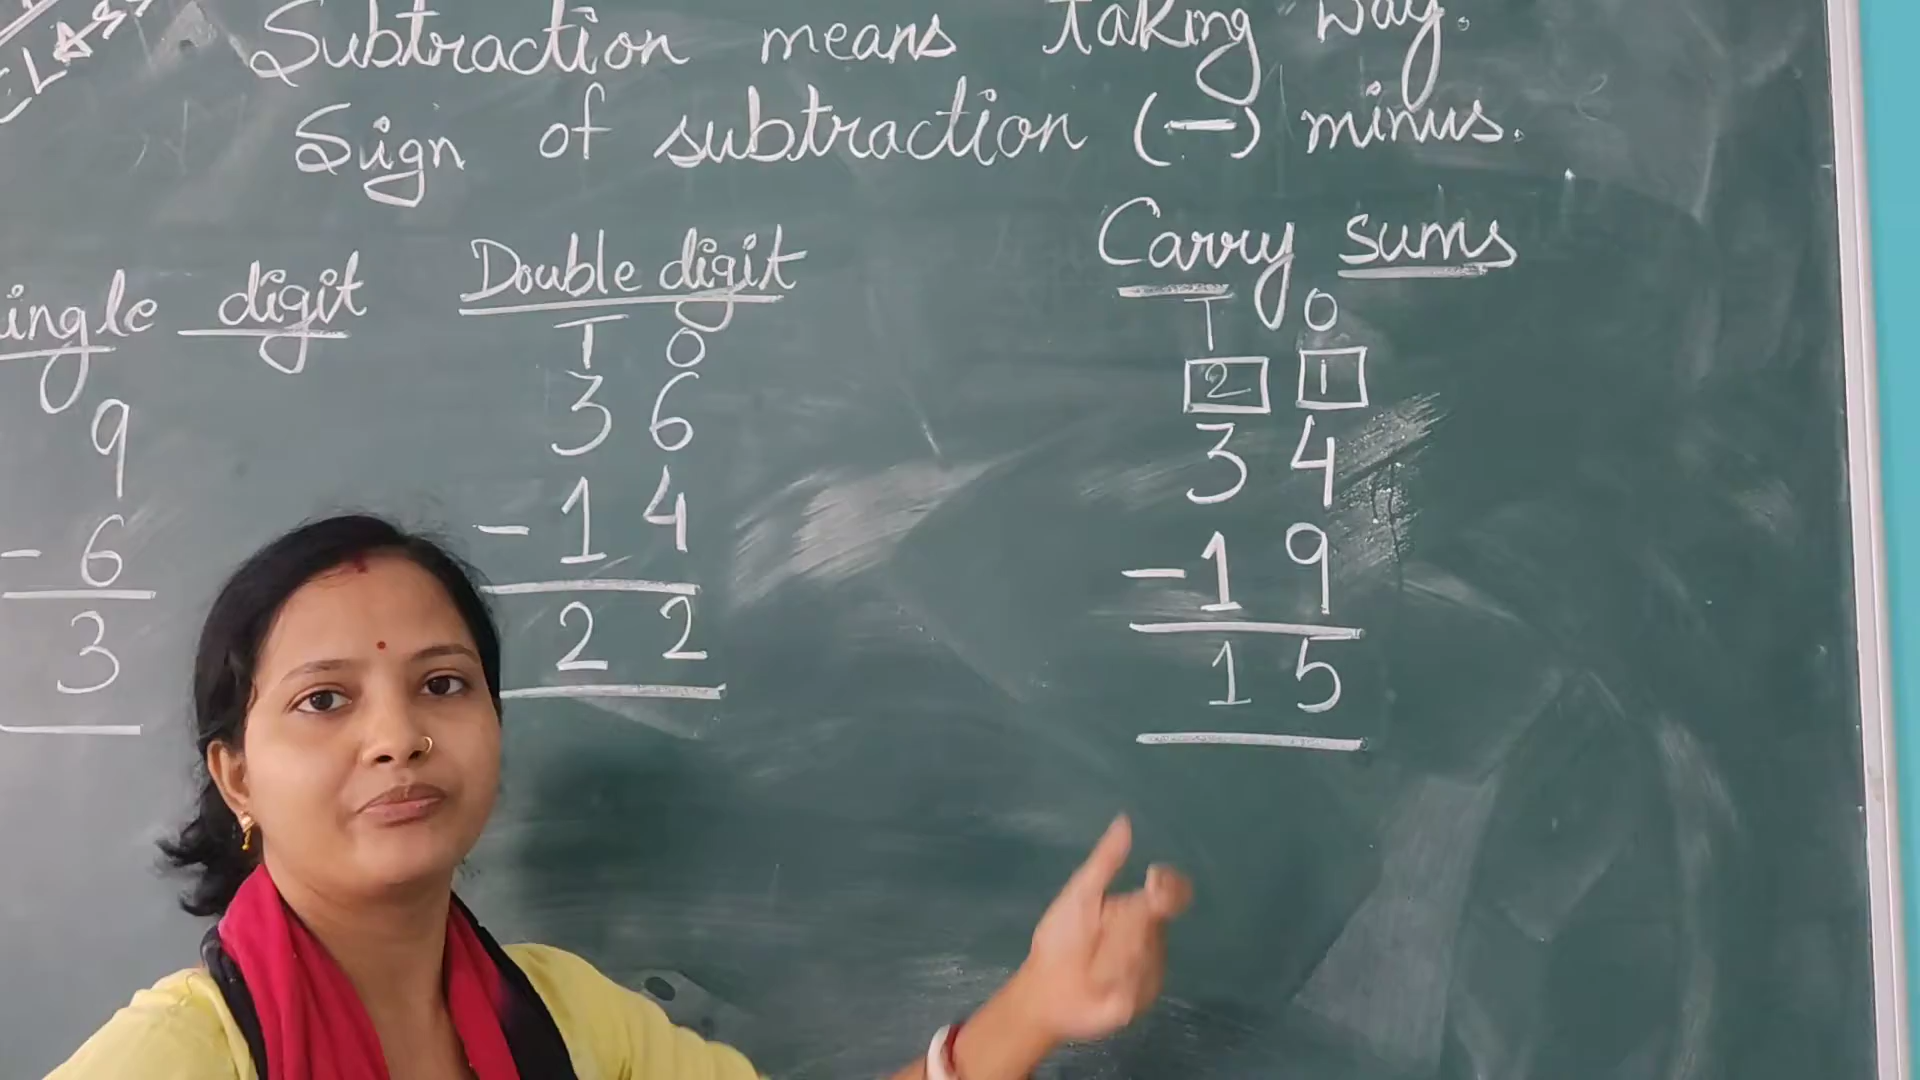 Subtraction means taking way.
Sign of subtraction (-) minus.
digit
9
- 6
3
Double digit
T O
3 6
- 1 4
2 2
Carry sums
T O
2 1
3 4
- 1 9
1 5